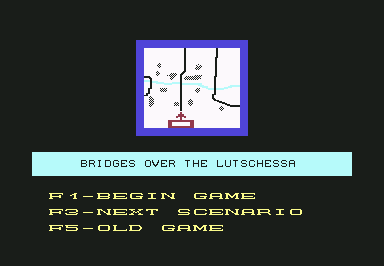 BRIDGES OVER THE LUTSCHESSA
F1-BEGIN GAME
F3-NEXT SCENARIO
F5-OLD GAME